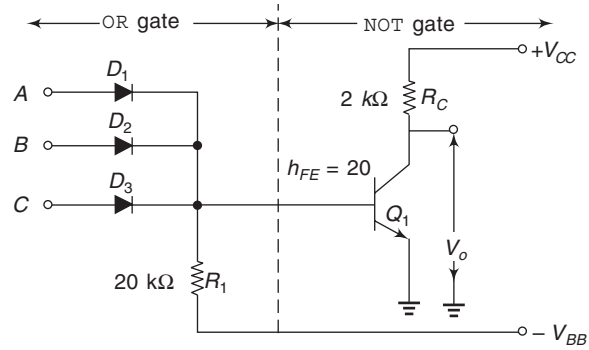 OR gate
NOT gate
+V_CC
D_1
A
2 kΩ
R_C
D_2
B
h_FE = 20
D_3
C
Q_1
V_o
20 kΩ
R_1
– V_BB